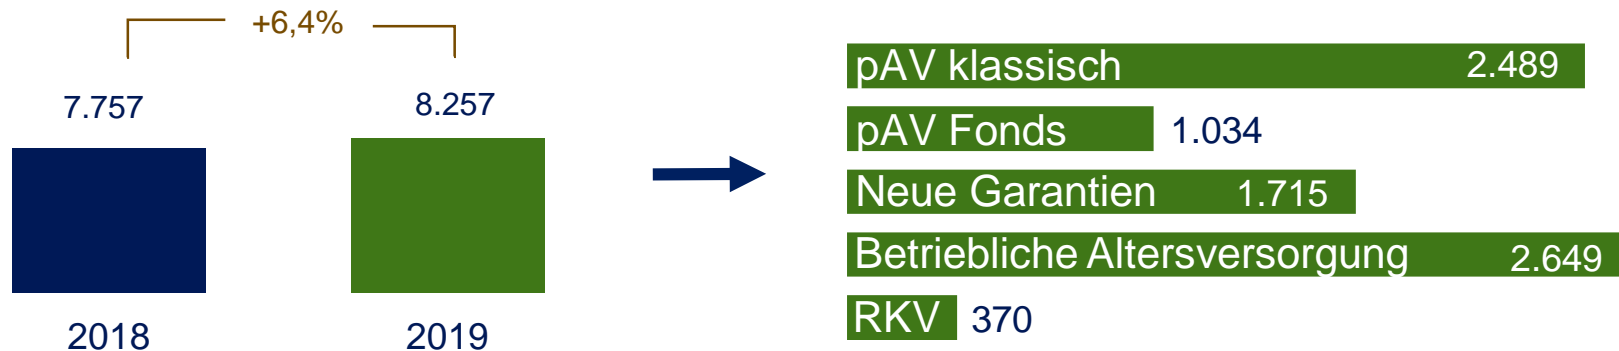 +6,4%
7.757
8.257
2018
2019
pAV klassisch 2.489
pAV Fonds 1.034
Neue Garantien 1.715
Betriebliche Altersversorgung 2.649
RKV 370